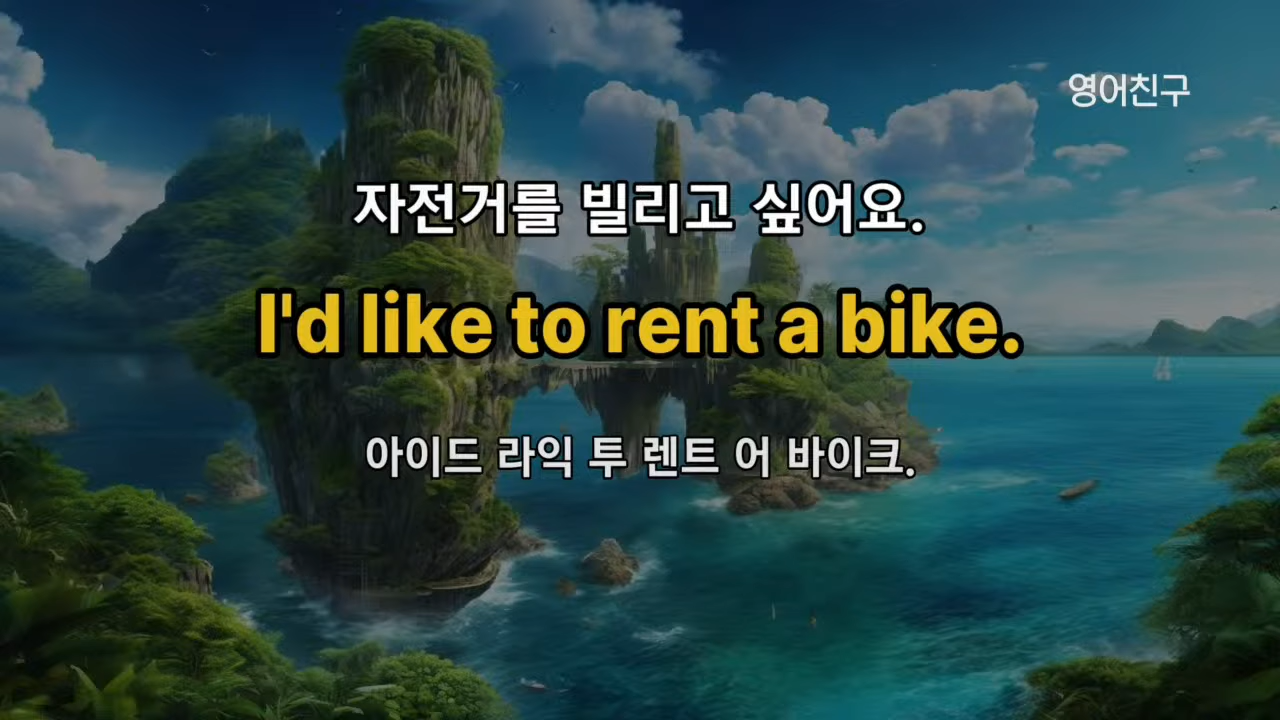 영어친구
자전거를 빌리고 싶어요.
I'd like to rent a bike.
아이드 라익 투 렌트 어 바이크.